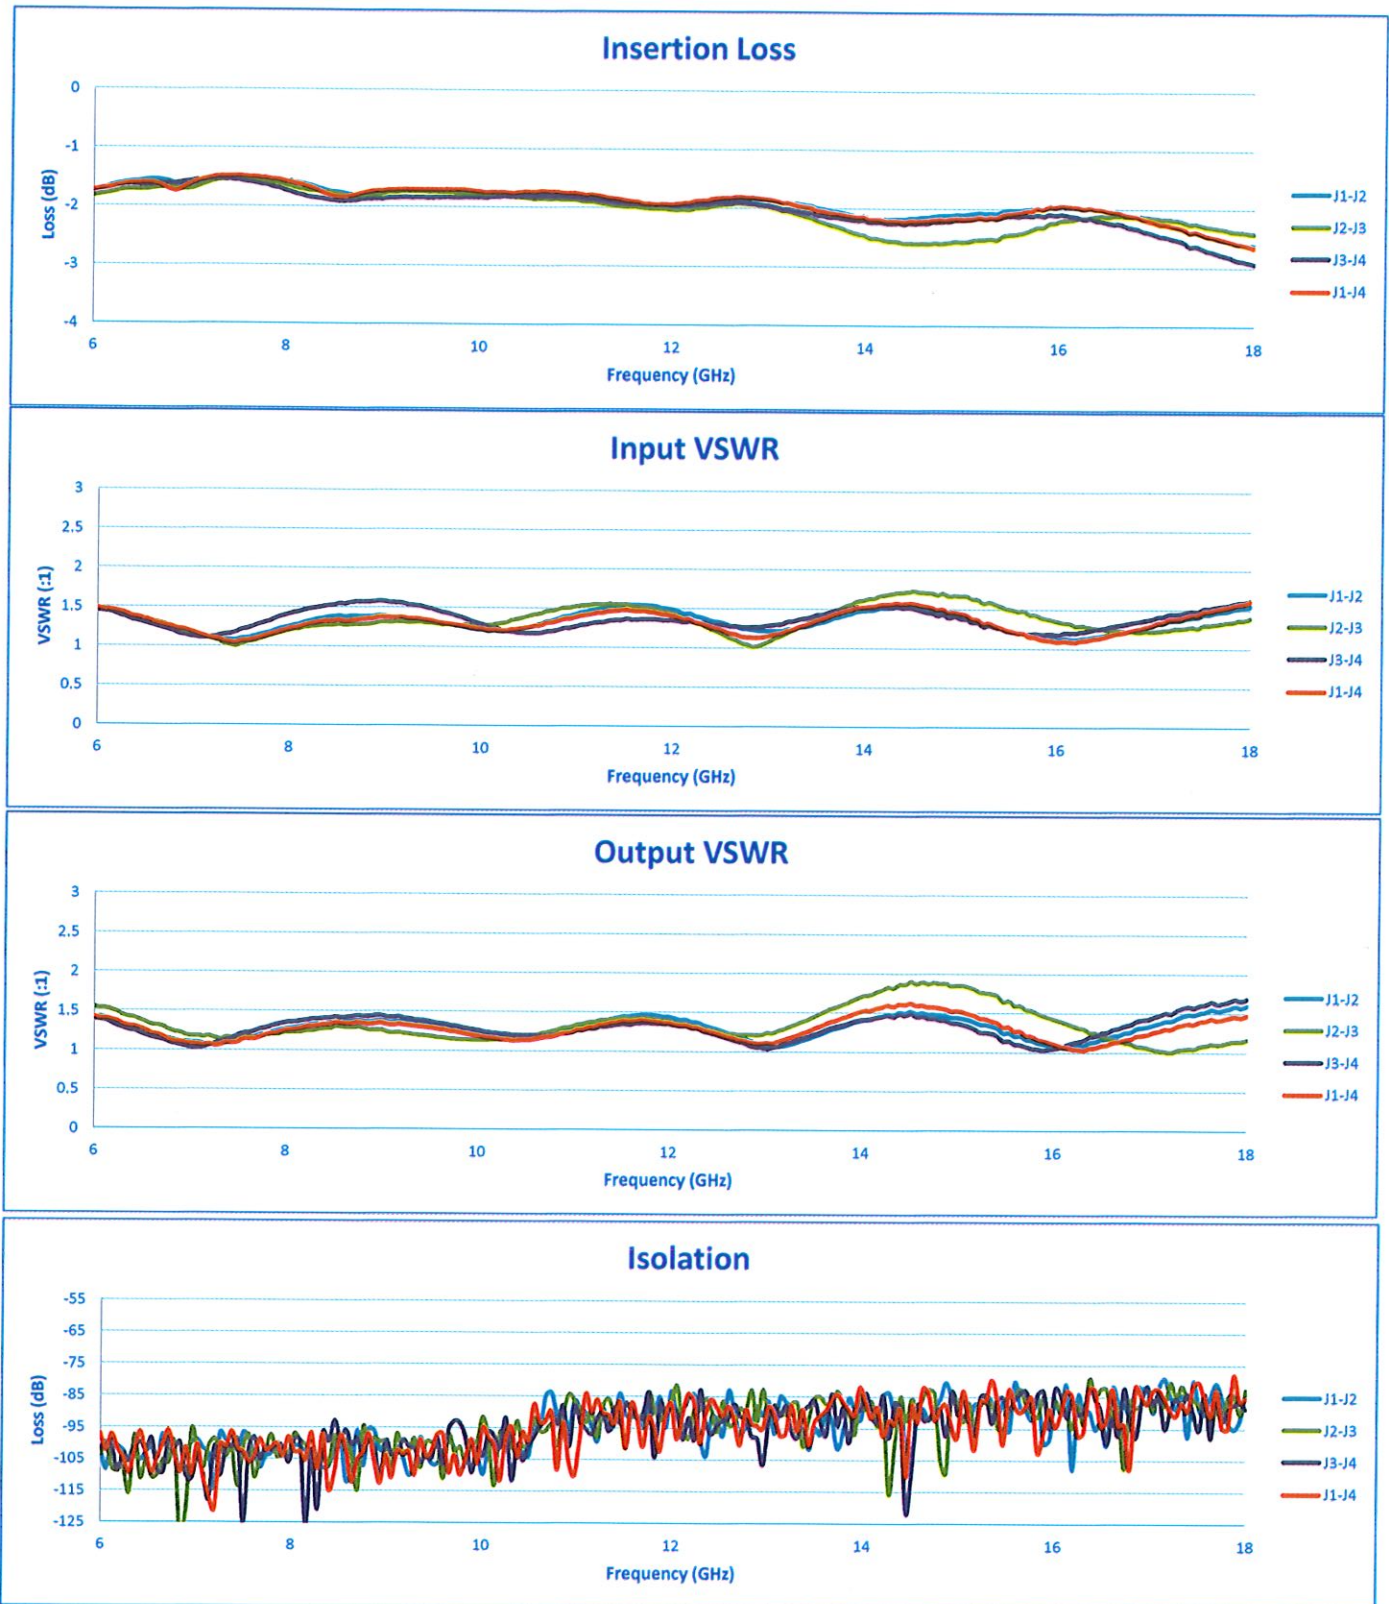 Insertion Loss
0
-1
-2
-3
-4
Loss (dB)
6 8 10 12 14 16 18
Frequency (GHz)
J1-J2
J2-J3
J3-J4
J1-J4
Input VSWR
3
2.5
2
1.5
1
0.5
0
VSWR (:1)
6 8 10 12 14 16 18
Frequency (GHz)
J1-J2
J2-J3
J3-J4
J1-J4
Output VSWR
3
2.5
2
1.5
1
0.5
0
VSWR (:1)
6 8 10 12 14 16 18
Frequency (GHz)
J1-J2
J2-J3
J3-J4
J1-J4
Isolation
-55
-65
-75
-85
-95
-105
-115
-125
Loss (dB)
6 8 10 12 14 16 18
Frequency (GHz)
J1-J2
J2-J3
J3-J4
J1-J4